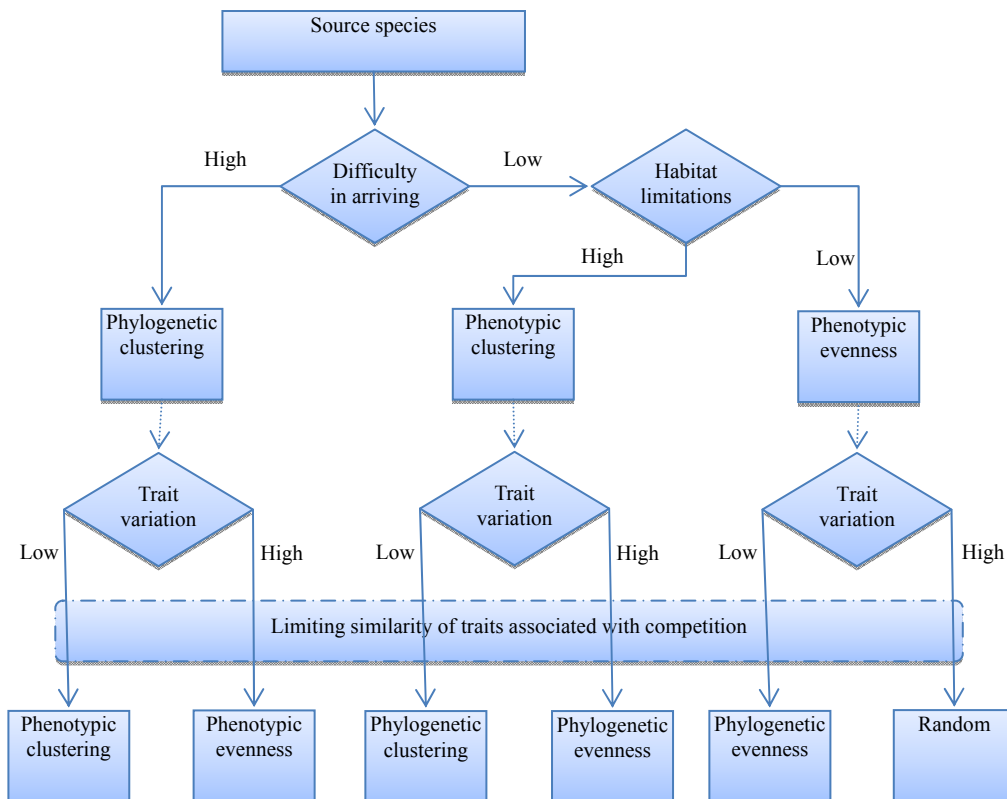 Source species
High
Difficulty
in arriving
Low
Habitat
limitations
High
Low
Phylogenetic
clustering
Phenotypic
clustering
Phenotypic
evenness
Trait
variation
Trait
variation
Trait
variation
Low
High
Low
High
Low
High
Limiting similarity of traits associated with competition
Phenotypic
clustering
Phenotypic
evenness
Phylogenetic
clustering
Phylogenetic
evenness
Phylogenetic
evenness
Random